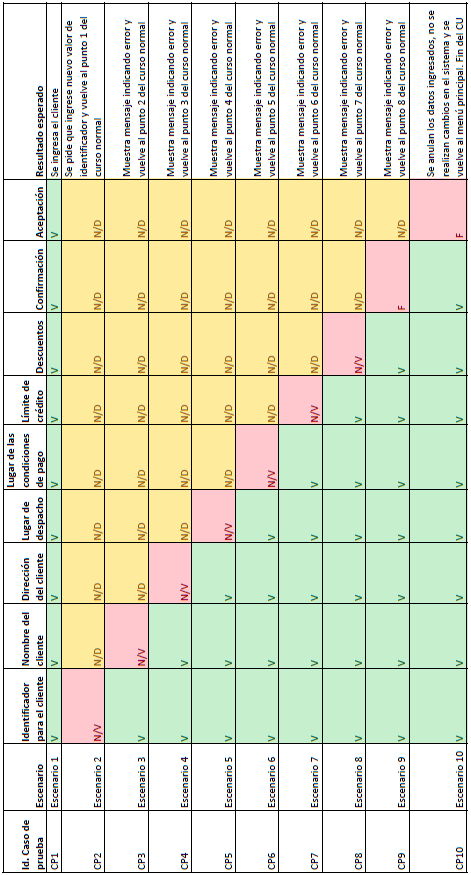 Id. Caso de prueba | Escenario | Identificador para el cliente | Nombre del cliente | Dirección del cliente | Lugar de despacho | Lugar de las condiciones de pago | Límite de crédito | Descuentos | Confirmación | Aceptación | Resultado esperado
CP1 | Escenario 1 | V | V | V | V | V | V | V | V | V | Se ingresa el cliente
CP2 | Escenario 2 | N/V | N/D | N/D | N/D | N/D | N/D | N/D | N/D | N/D | Se pide que ingrese nuevo valor de identificador y vuelve al punto 1 del curso normal
CP3 | Escenario 3 | V | N/V | N/D | N/D | N/D | N/D | N/D | N/D | N/D | Muestra mensaje indicando error y vuelve al punto 2 del curso normal
CP4 | Escenario 4 | V | V | N/V | N/D | N/D | N/D | N/D | N/D | N/D | Muestra mensaje indicando error y vuelve al punto 3 del curso normal
CP5 | Escenario 5 | V | V | V | N/V | N/D | N/D | N/D | N/D | N/D | Muestra mensaje indicando error y vuelve al punto 4 del curso normal
CP6 | Escenario 6 | V | V | V | V | N/V | N/D | N/D | N/D | N/D | Muestra mensaje indicando error y vuelve al punto 5 del curso normal
CP7 | Escenario 7 | V | V | V | V | V | N/V | N/D | N/D | N/D | Muestra mensaje indicando error y vuelve al punto 6 del curso normal
CP8 | Escenario 8 | V | V | V | V | V | V | N/V | N/D | N/D | Muestra mensaje indicando error y vuelve al punto 7 del curso normal
CP9 | Escenario 9 | V | V | V | V | V | V | V | F | N/D | Muestra mensaje indicando error y vuelve al punto 8 del curso normal
CP10 | Escenario 10 | V | V | V | V | V | V | V | V | F | Se anulan los datos ingresados, no se realizan cambios en el sistema y se vuelve al menú principal. Fin del CU